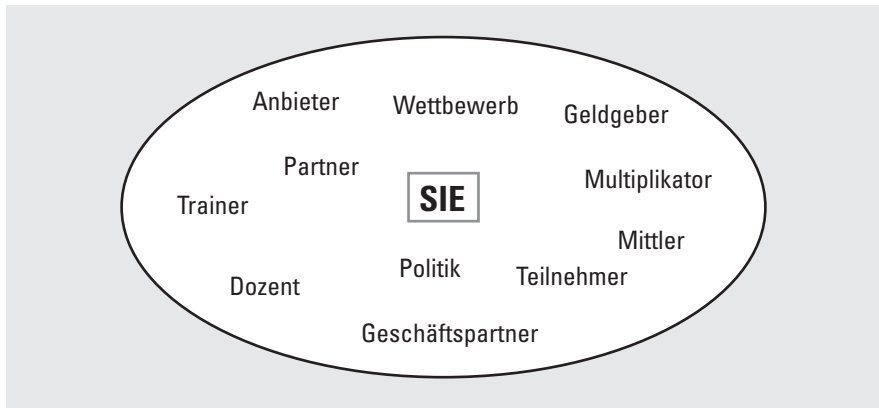 Anbieter
Wettbewerb
Geldgeber
Partner
Multiplikator
Trainer
SIE
Mittler
Politik
Teilnehmer
Dozent
Geschäftspartner